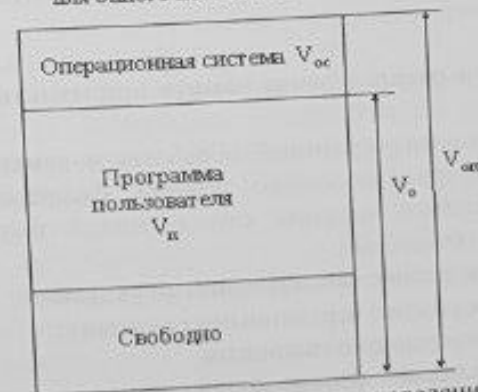 Операционная система Vос
Программа
пользователя
Vп
Свободно
Vо
Vоп